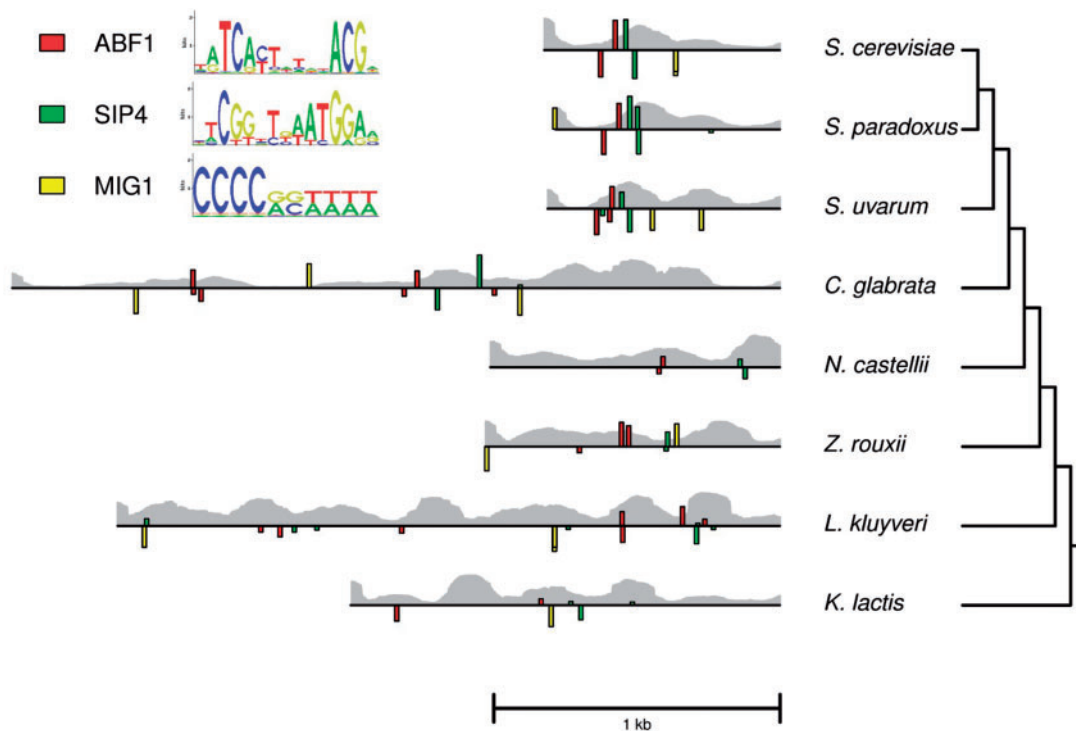 ABF1
SIP4
MIG1
S. cerevisiae
S. paradoxus
S. uvarum
C. glabrata
N. castellii
Z. rouxii
L. kluyveri
K. lactis
1 kb